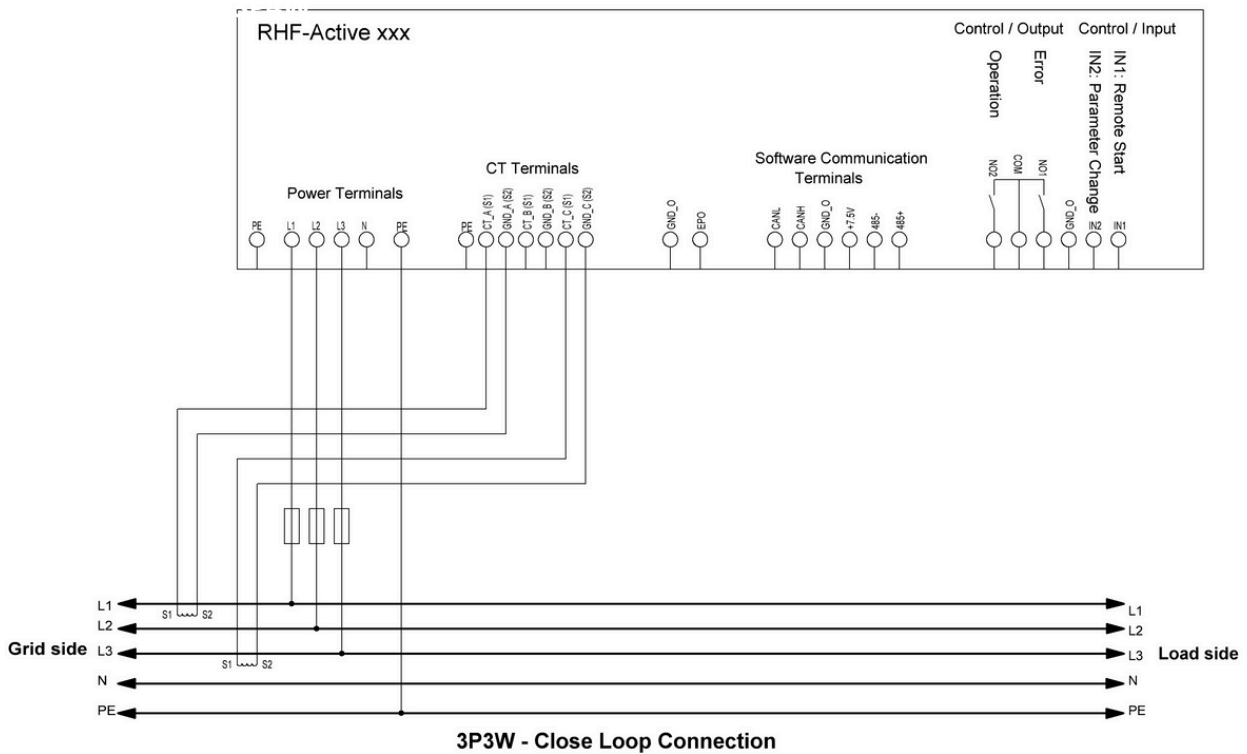 RHF-Active xxx
Control / Output
Control / Input
Operation
Error
IN2: Parameter Change
IN1: Remote Start
Power Terminals
CT Terminals
Software Communication
Terminals
NO2
COM
NO1
PE
L1
L2
L3
N
PE
PE
CT_A (S1)
GND_A (S2)
CT_B (S1)
GND_B (S2)
CT_C (S1)
GND_C (S2)
GND_O
EPO
CANL
CANH
GND_O
+7.5V
485-
485+
GND_O
IN2
IN1
L1
S1
S2
L1
L2
L2
Grid side
L3
S1
S2
L3
Load side
N
N
PE
PE
3P3W - Close Loop Connection